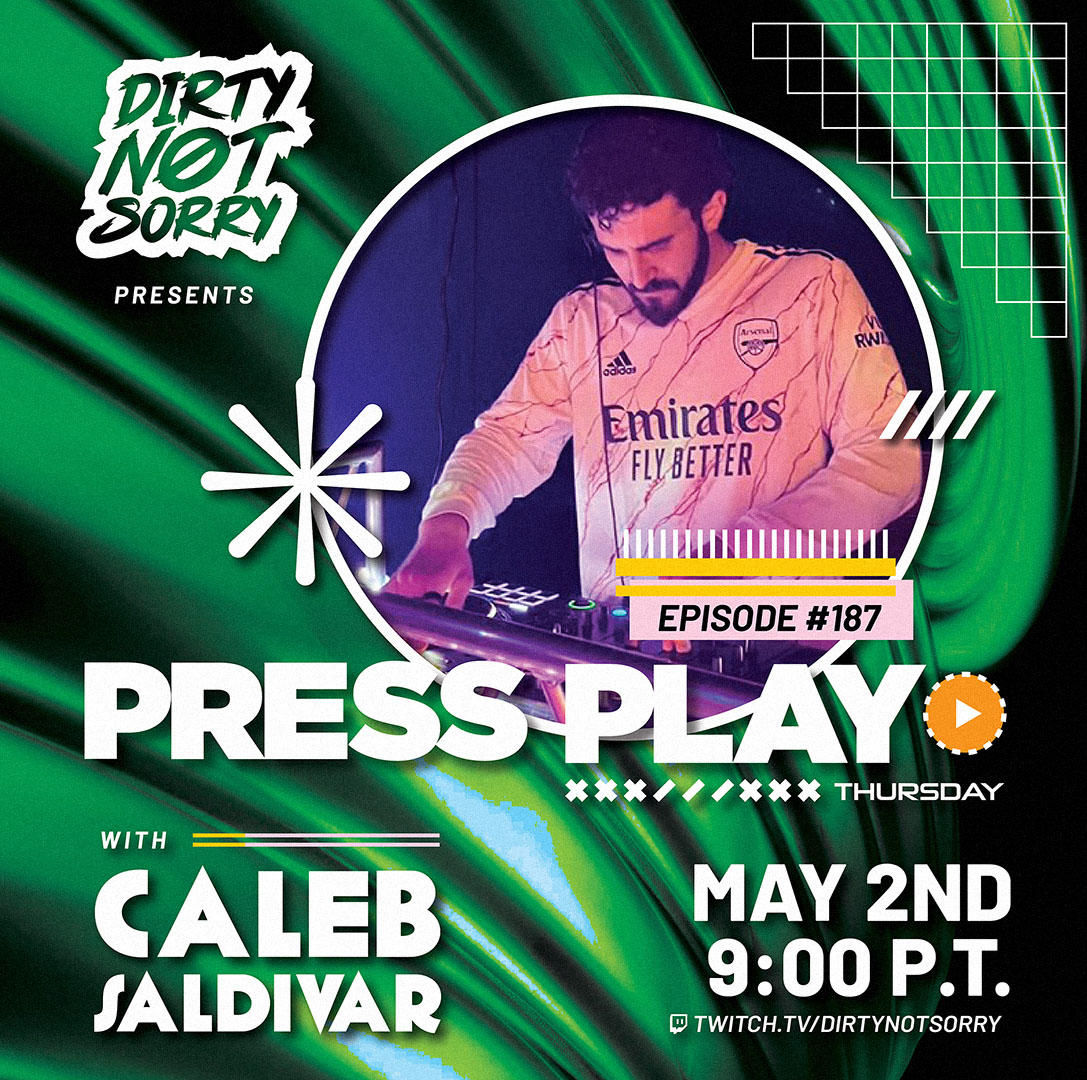 DIRTY
NØT
SORRY
PRESENTS
adidas
Arsenal
Emirates
FLY BETTER
EPISODE #187
PRESS PLAY
THURSDAY
WITH
CALEB
SALDIVAR
MAY 2ND
9:00 P.T.
TWITCH.TV/DIRTYNOTSORRY